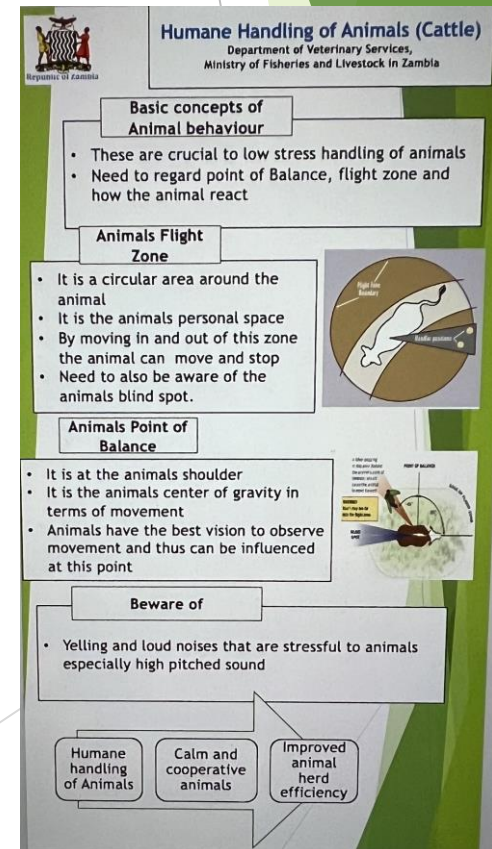 Republic of Zambia
Humane Handling of Animals (Cattle)
Department of Veterinary Services,
Ministry of Fisheries and Livestock in Zambia
Basic concepts of
Animal behaviour
• These are crucial to low stress handling of animals
• Need to regard point of Balance, flight zone and
how the animal react
Animals Flight
Zone
• It is a circular area around the
animal
• It is the animals personal space
• By moving in and out of this zone
the animal can move and stop
• Need to also be aware of the
animals blind spot.
Flight Zone
Boundary
Handler positions
Animals Point of
Balance
• It is at the animals shoulder
• It is the animals center of gravity in
terms of movement
• Animals have the best vision to observe
movement and thus can be influenced
at this point
POINT OF BALANCE
BLIND
SPOT
Beware of
• Yelling and loud noises that are stressful to animals
especially high pitched sound
Humane
handling
of Animals
Calm and
cooperative
animals
Improved
animal
herd
efficiency